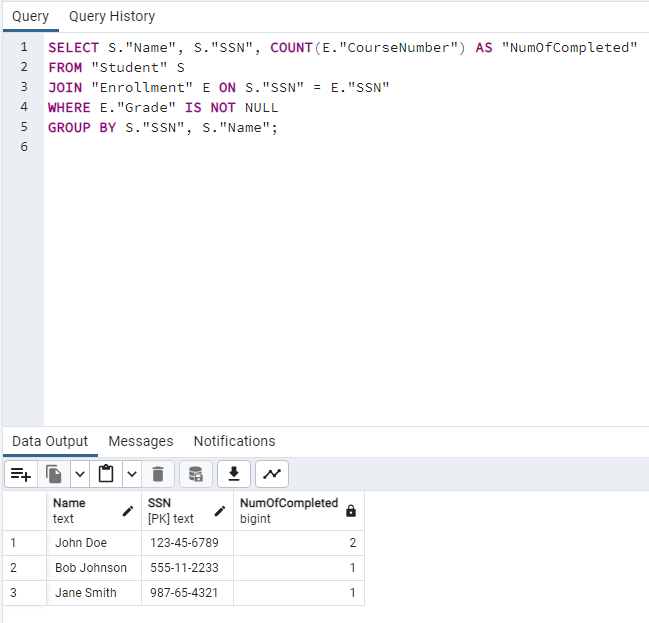 Query Query History
1 SELECT S."Name", S."SSN", COUNT(E."CourseNumber") AS "NumOfCompleted"
2 FROM "Student" S
3 JOIN "Enrollment" E ON S."SSN" = E."SSN"
4 WHERE E."Grade" IS NOT NULL
5 GROUP BY S."SSN", S."Name";
6
Data Output Messages Notifications
Name SSN NumOfCompleted
text [PK] text bigint
1 John Doe 123-45-6789 2
2 Bob Johnson 555-11-2233 1
3 Jane Smith 987-65-4321 1